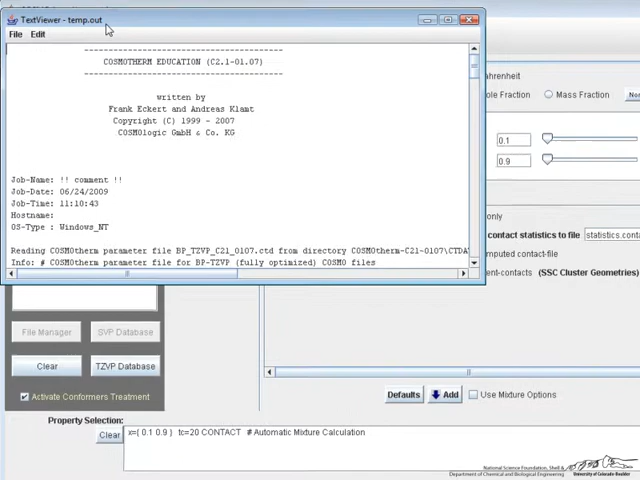 TextViewer - temp.out
File Edit
COSMOTHERM EDUCATION (C2.1-01.07)
written by
Frank Eckert and Andreas Klamt
Copyright (C) 1999 - 2007
COSMOlogic GmbH & Co. KG
Job-Name: !! comment !!
Job-Date: 06/24/2009
Job-Time: 11:10:43
Hostname:
OS-Type : Windows_NT
Reading COSMOtherm parameter file BP_TZVP_C21_0107.ctd from directory COSMOtherm-C21-0107\CTDA
Info: # COSMOtherm parameter file for BP-TZVP (fully optimized) COSMO files
ahrenheit
ole Fraction Mass Fraction
0.1
0.9
only
contact statistics to file statistics.conta
mputed contact-file
ent-contacts (SSC Cluster Geometries)
File Manager SVP Database
Clear TZVP Database
Activate Conformers Treatment
Defaults Add Use Mixture Options
Property Selection:
Clear x={ 0.1 0.9 } tc=20 CONTACT # Automatic Mixture Calculation
National Science Foundation, Shell &
Department of Chemical and Biological Engineering University of Colorado Boulder